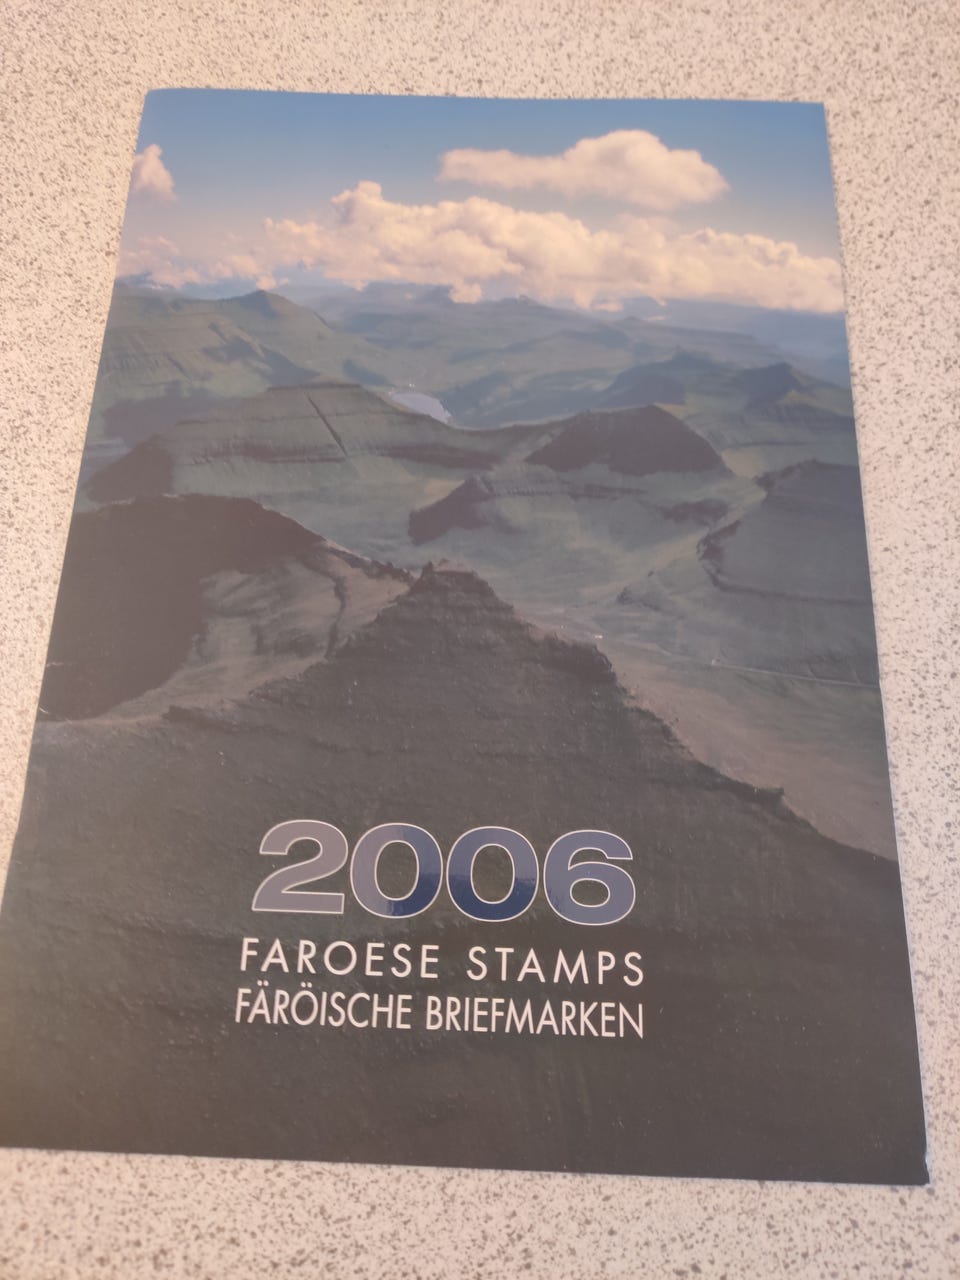 2006
FAROESE STAMPS
FÄRÖISCHE BRIEFMARKEN